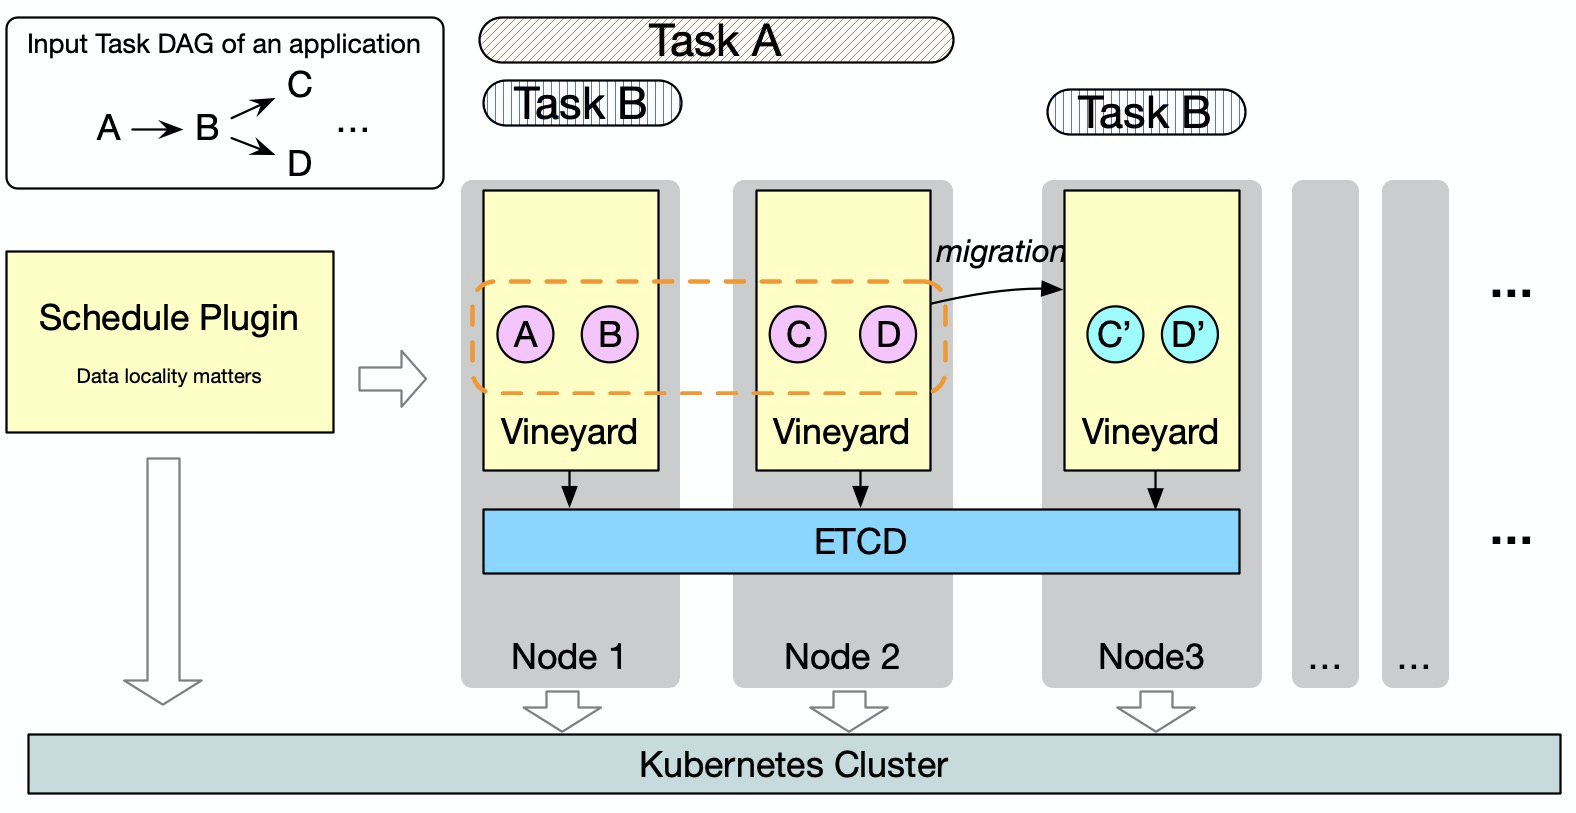 Input Task DAG of an application
A B C D ...
Task A
Task B
Task B
Schedule Plugin
Data locality matters
migration
...
A B C D C’ D’
Vineyard Vineyard Vineyard
ETCD
...
Node 1 Node 2 Node3 ... ...
Kubernetes Cluster